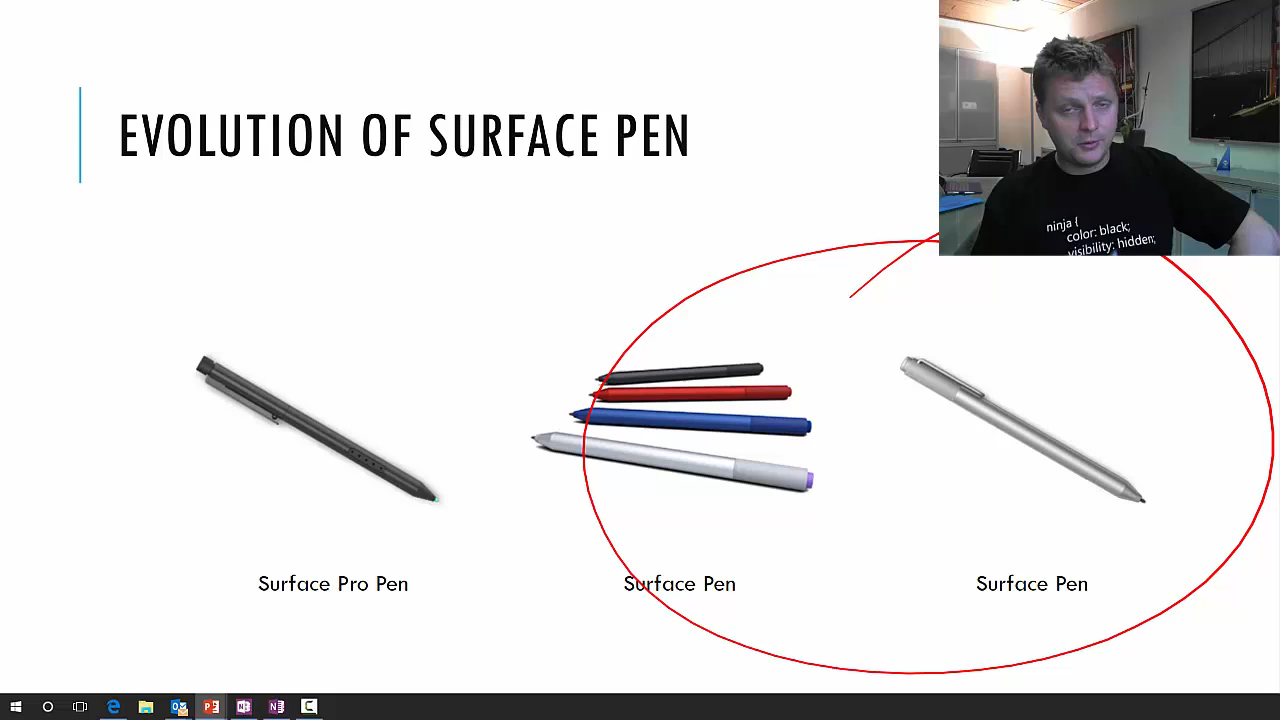 EVOLUTION OF SURFACE PEN
ninja {
color: black;
visibility: hidden;
Surface Pro Pen
Surface Pen
Surface Pen